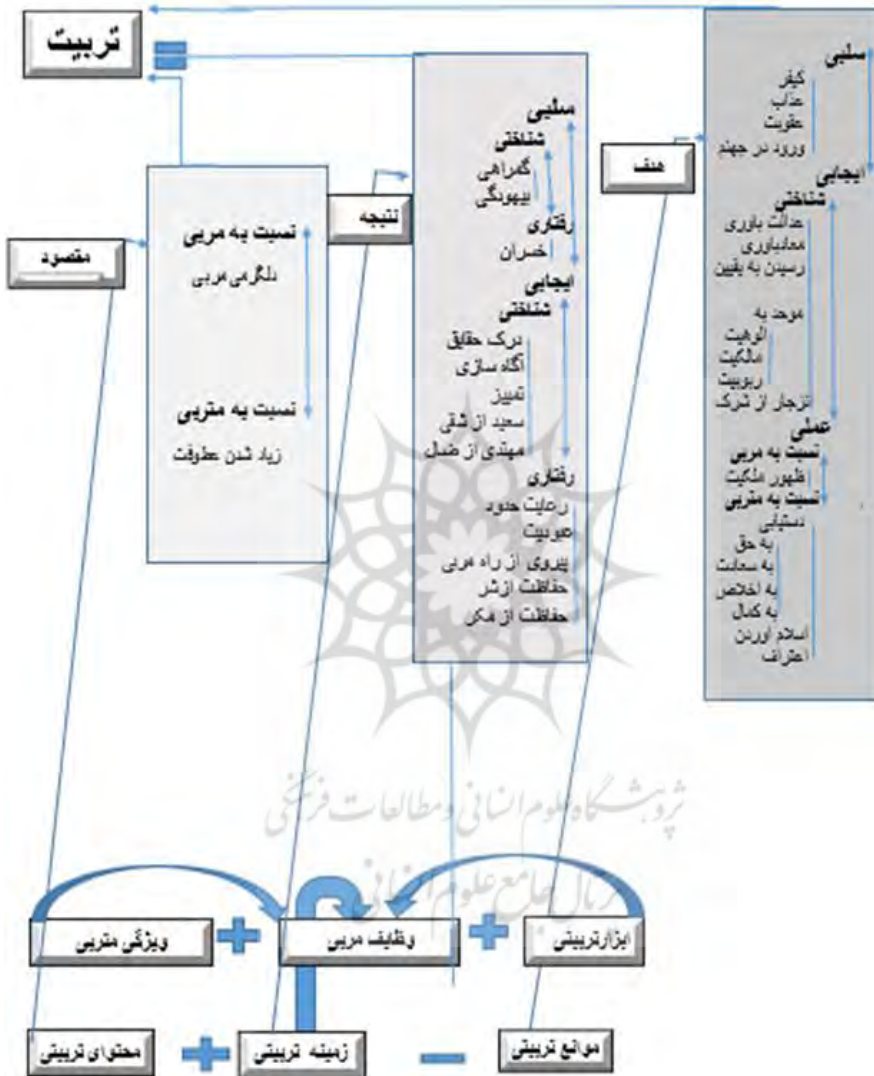 تربیت
هدف
سلبی
کیفر
عذاب
عقوبت
ورود در جهنم
ایجابی
شناختی
عدالت باوری
معادباوری
رسیدن به یقین
موحد به
الوهیت
مالکیت
ربوبیت
نزجار از شرک
عملی
نسبت به مربی
ظهور ملکیت
نسبت به متربی
دستیابی
به حق
به سعادت
به اخلاص
به کمال
اسلام آوردن
اعتراف
نتیجه
سلبی
شناختی
گمراهی
بیهودگی
رفتاری
خسران
ایجابی
شناختی
درک حقایق
آگاه سازی
تمییز
سعید از شقی
مهتدی از ضال
رفتاری
رعایت حدود
عبودیت
پیروی از راه مربی
حفاظت ازشر
حفاظت از مکر
مقصود
نسبت به مربی
دلگرمی مربی
نسبت به متربی
زیاد شدن عطوفت
پژوهشگاه علوم انسانی و مطالعات فرهنگی
پرتال جامع علوم انسانی
ابزارتربیتی + وظایف مربی + ویژگی متربی
موانع تربیتی − زمینه تربیتی + محتوای تربیتی